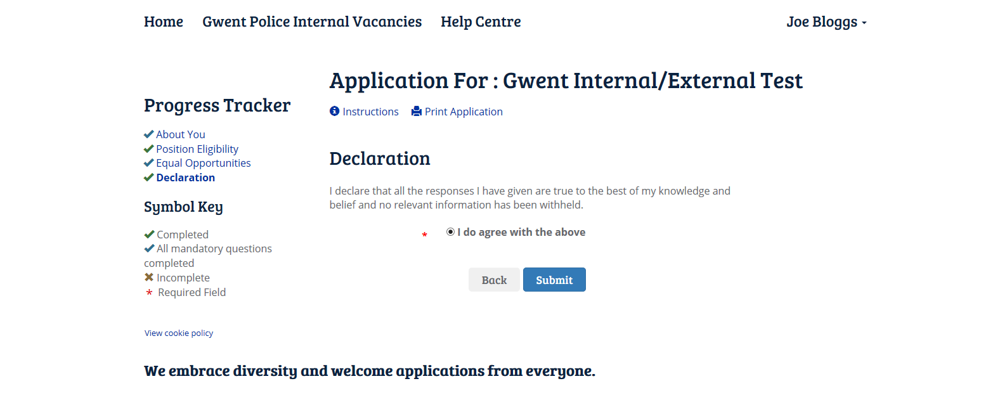 Home Gwent Police Internal Vacancies Help Centre Joe Bloggs
Application For : Gwent Internal/External Test
Instructions Print Application
Progress Tracker
About You
Position Eligibility
Equal Opportunities
Declaration
Symbol Key
Completed
All mandatory questions
completed
Incomplete
* Required Field
Declaration
I declare that all the responses I have given are true to the best of my knowledge and
belief and no relevant information has been withheld.
* I do agree with the above
Back Submit
View cookie policy
We embrace diversity and welcome applications from everyone.